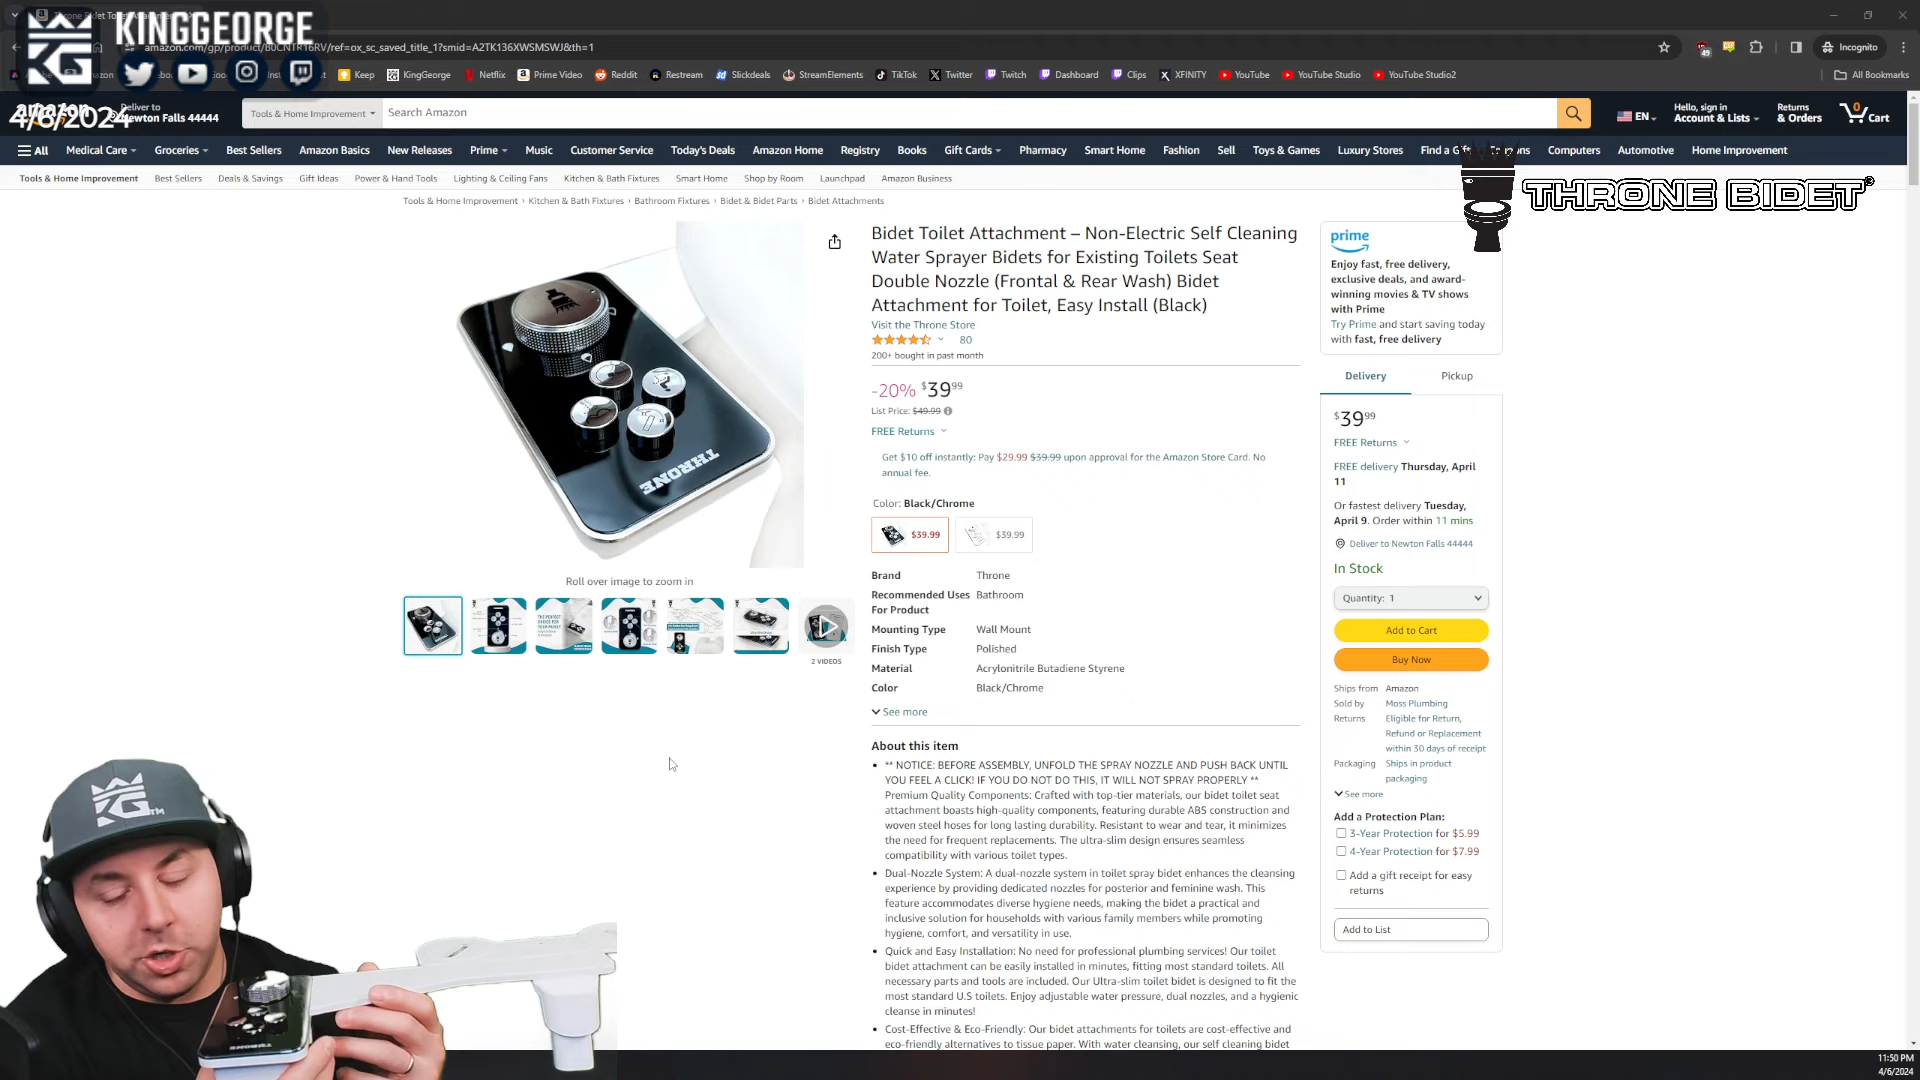 KINGGEORGE
4/6/2024
amazon.com/gp/product/B0CNTR16RV/ref=ox_sc_saved_title_1?smid=A2TK136XWSMSWJ&th=1
Incognito
Keep KingGeorge Netflix Prime Video Reddit Restream Slickdeals StreamElements TikTok Twitter Twitch Dashboard Clips XFINITY YouTube YouTube Studio YouTube Studio2 All Bookmarks
Deliver to
Newton Falls 44444
Tools & Home Improvement
Search Amazon
EN
Hello, sign in
Account & Lists
Returns
& Orders
0
Cart
All Medical Care Groceries Best Sellers Amazon Basics New Releases Prime Music Customer Service Today's Deals Amazon Home Registry Books Gift Cards Pharmacy Smart Home Fashion Sell Toys & Games Luxury Stores Find a Gift Computers Automotive Home Improvement
Tools & Home Improvement Best Sellers Deals & Savings Gift Ideas Power & Hand Tools Lighting & Ceiling Fans Kitchen & Bath Fixtures Smart Home Shop by Room Launchpad Amazon Business
THRONE BIDET
Tools & Home Improvement › Kitchen & Bath Fixtures › Bathroom Fixtures › Bidet & Bidet Parts › Bidet Attachments
THRONE
Roll over image to zoom in
2 VIDEOS
Bidet Toilet Attachment – Non-Electric Self Cleaning
Water Sprayer Bidets for Existing Toilets Seat
Double Nozzle (Frontal & Rear Wash) Bidet
Attachment for Toilet, Easy Install (Black)
Visit the Throne Store
80
200+ bought in past month
-20% $39 99
List Price: $49.99
FREE Returns
Get $10 off instantly: Pay $29.99 $39.99 upon approval for the Amazon Store Card. No
annual fee.
Color: Black/Chrome
$39.99 $39.99
Brand Throne
Recommended Uses For Product Bathroom
Mounting Type Wall Mount
Finish Type Polished
Material Acrylonitrile Butadiene Styrene
Color Black/Chrome
See more
About this item
** NOTICE: BEFORE ASSEMBLY, UNFOLD THE SPRAY NOZZLE AND PUSH BACK UNTIL
YOU FEEL A CLICK! IF YOU DO NOT DO THIS, IT WILL NOT SPRAY PROPERLY **
Premium Quality Components: Crafted with top-tier materials, our bidet toilet seat
attachment boasts high-quality components, featuring durable ABS construction and
woven steel hoses for long lasting durability. Resistant to wear and tear, it minimizes
the need for frequent replacements. The ultra-slim design ensures seamless
compatibility with various toilet types.
Dual-Nozzle System: A dual-nozzle system in toilet spray bidet enhances the cleansing
experience by providing dedicated nozzles for posterior and feminine wash. This
feature accommodates diverse hygiene needs, making the bidet a practical and
inclusive solution for households with various family members while promoting
hygiene, comfort, and versatility in use.
Quick and Easy Installation: No need for professional plumbing services! Our toilet
bidet attachment can be easily installed in minutes, fitting most standard toilets. All
necessary parts and tools are included. Our Ultra-slim toilet bidet is designed to fit the
most standard U.S toilets. Enjoy adjustable water pressure, dual nozzles, and a hygienic
cleanse in minutes!
Cost-Effective & Eco-Friendly: Our bidet attachments for toilets are cost-effective and
eco-friendly alternatives to tissue paper. With water cleansing, our self cleaning bidet
prime
Enjoy fast, free delivery,
exclusive deals, and award-
winning movies & TV shows
with Prime
Try Prime and start saving today
with fast, free delivery
Delivery Pickup
$39 99
FREE Returns
FREE delivery Thursday, April
11
Or fastest delivery Tuesday,
April 9. Order within 11 mins
Deliver to Newton Falls 44444
In Stock
Quantity: 1
Add to Cart
Buy Now
Ships from Amazon
Sold by Moss Plumbing
Returns Eligible for Return,
Refund or Replacement
within 30 days of receipt
Packaging Ships in product
packaging
See more
Add a Protection Plan:
3-Year Protection for $5.99
4-Year Protection for $7.99
Add a gift receipt for easy
returns
Add to List
THRONE
11:50 PM
4/6/2024